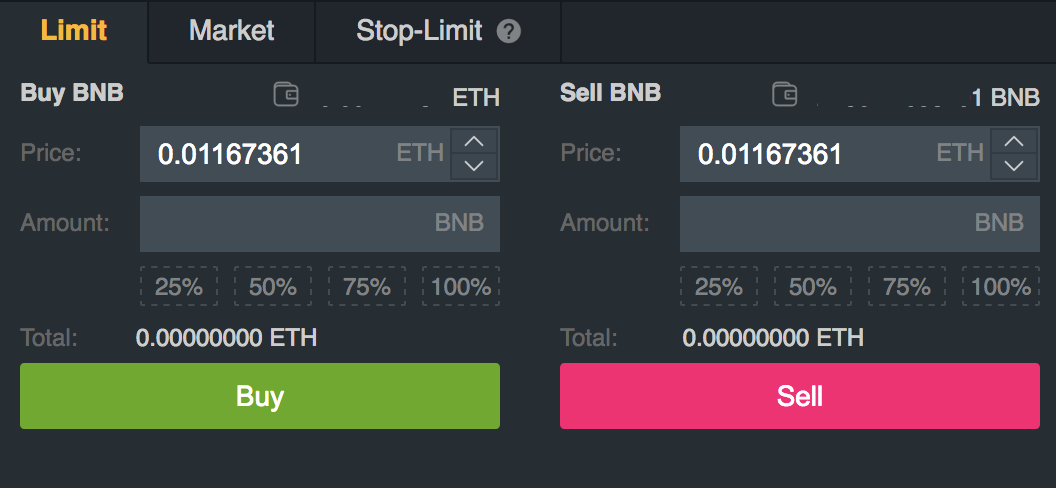 Limit Market Stop-Limit ?
Buy BNB ETH
Price: 0.01167361 ETH
Amount: BNB
25% 50% 75% 100%
Total: 0.00000000 ETH
Buy
Sell BNB 1 BNB
Price: 0.01167361 ETH
Amount: BNB
25% 50% 75% 100%
Total: 0.00000000 ETH
Sell